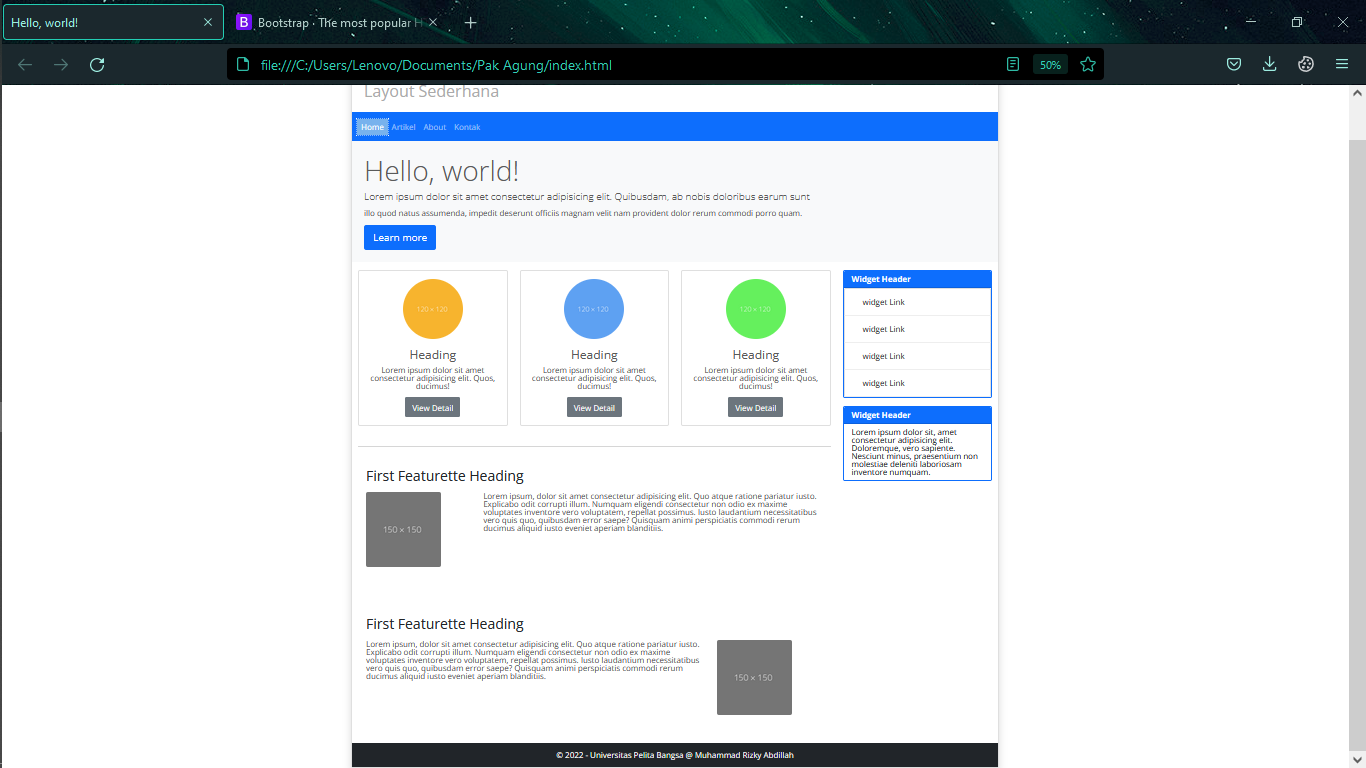 Hello, world!
Bootstrap · The most popular H
file:///C:/Users/Lenovo/Documents/Pak Agung/index.html
50%
Layout Sederhana
Home Artikel About Kontak
Hello, world!
Lorem ipsum dolor sit amet consectetur adipisicing elit. Quibusdam, ab nobis doloribus earum sunt
illo quod natus assumenda, impedit deserunt officiis magnam velit nam provident dolor rerum commodi porro quam.
Learn more
120 × 120
Heading
Lorem ipsum dolor sit amet
consectetur adipisicing elit. Quos,
ducimus!
View Detail
120 × 120
Heading
Lorem ipsum dolor sit amet
consectetur adipisicing elit. Quos,
ducimus!
View Detail
120 × 120
Heading
Lorem ipsum dolor sit amet
consectetur adipisicing elit. Quos,
ducimus!
View Detail
Widget Header
widget Link
widget Link
widget Link
widget Link
Widget Header
Lorem ipsum dolor sit, amet
consectetur adipisicing elit.
Doloremque, vero sapiente.
Nesciunt minus, praesentium non
molestiae deleniti laboriosam
inventore numquam.
First Featurette Heading
150 × 150
Lorem ipsum, dolor sit amet consectetur adipisicing elit. Quo atque ratione pariatur iusto.
Explicabo odit corrupti illum. Numquam eligendi consectetur non odio ex maxime
voluptates inventore vero voluptatem, repellat possimus. Iusto laudantium necessitatibus
vero quis quo, quibusdam error saepe? Quisquam animi perspiciatis commodi rerum
ducimus aliquid iusto eveniet aperiam blanditiis.
First Featurette Heading
Lorem ipsum, dolor sit amet consectetur adipisicing elit. Quo atque ratione pariatur iusto.
Explicabo odit corrupti illum. Numquam eligendi consectetur non odio ex maxime
voluptates inventore vero voluptatem, repellat possimus. Iusto laudantium necessitatibus
vero quis quo, quibusdam error saepe? Quisquam animi perspiciatis commodi rerum
ducimus aliquid iusto eveniet aperiam blanditiis.
150 × 150
© 2022 - Universitas Pelita Bangsa @ Muhammad Rizky Abdillah